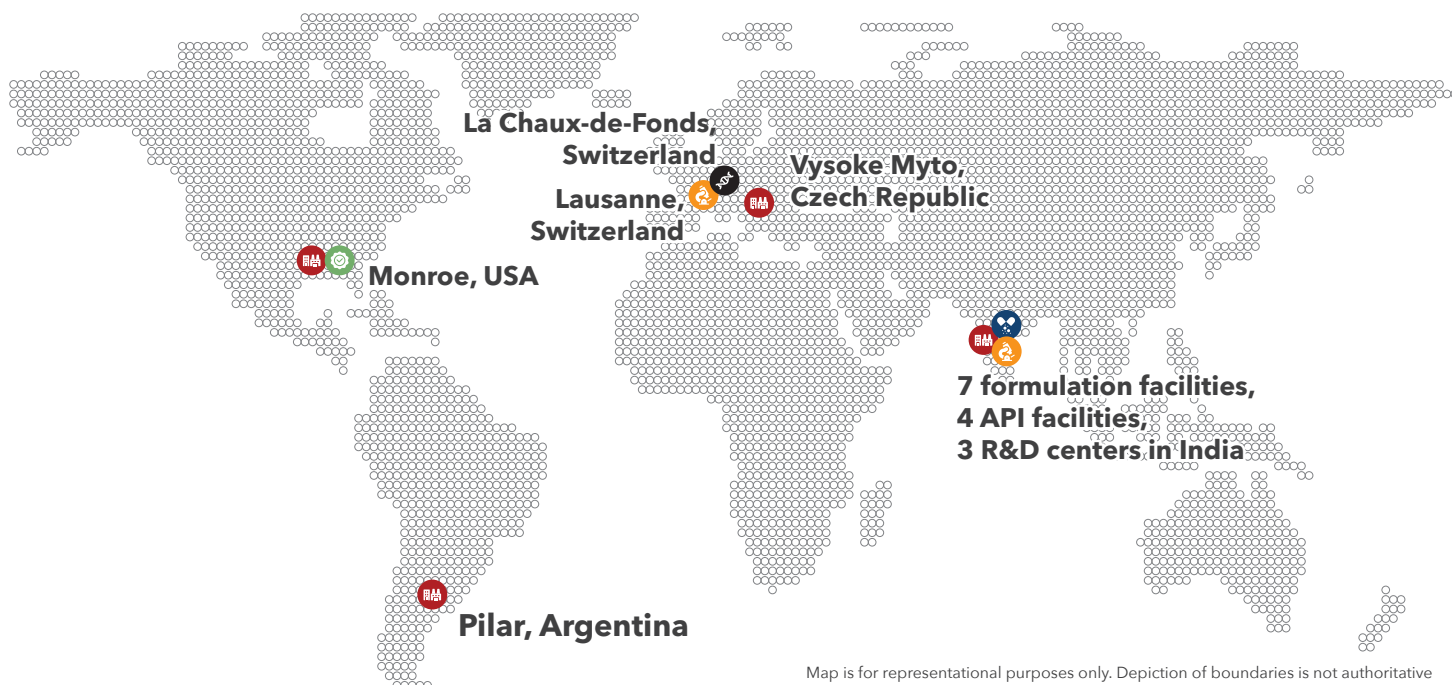 La Chaux-de-Fonds,
Switzerland
Vysoke Myto,
Czech Republic
Lausanne,
Switzerland
Monroe, USA
7 formulation facilities,
4 API facilities,
3 R&D centers in India
Pilar, Argentina
Map is for representational purposes only. Depiction of boundaries is not authoritative